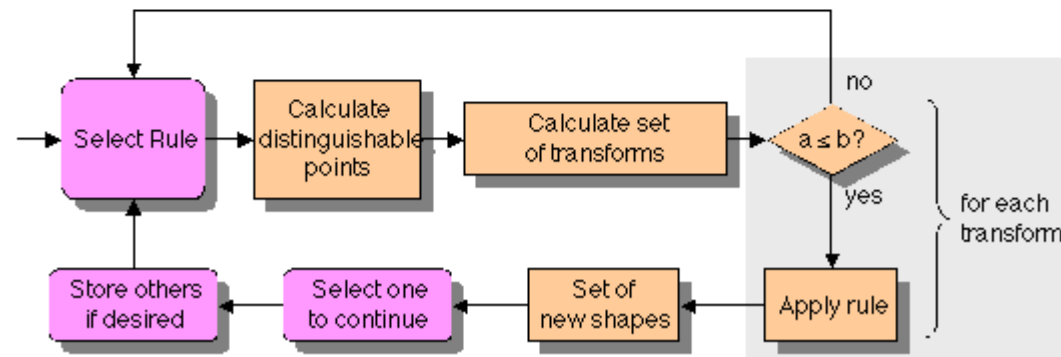 no
Select Rule
Calculate
distinguishable
points
Calculate set
of transforms
a ≤ b?
yes
for each
transform
Store others
if desired
Select one
to continue
Set of
new shapes
Apply rule